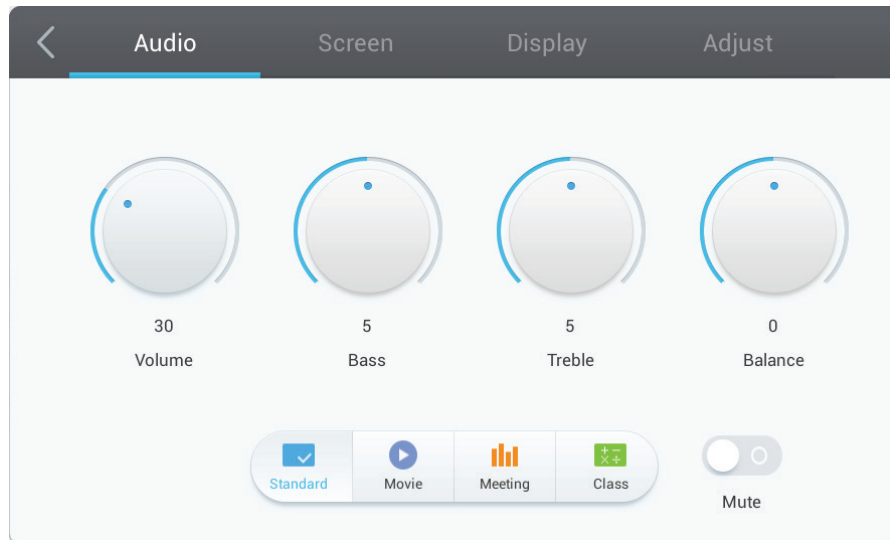 Audio Screen Display Adjust
30 5 5 0
Volume Bass Treble Balance
Standard Movie Meeting Class
Mute